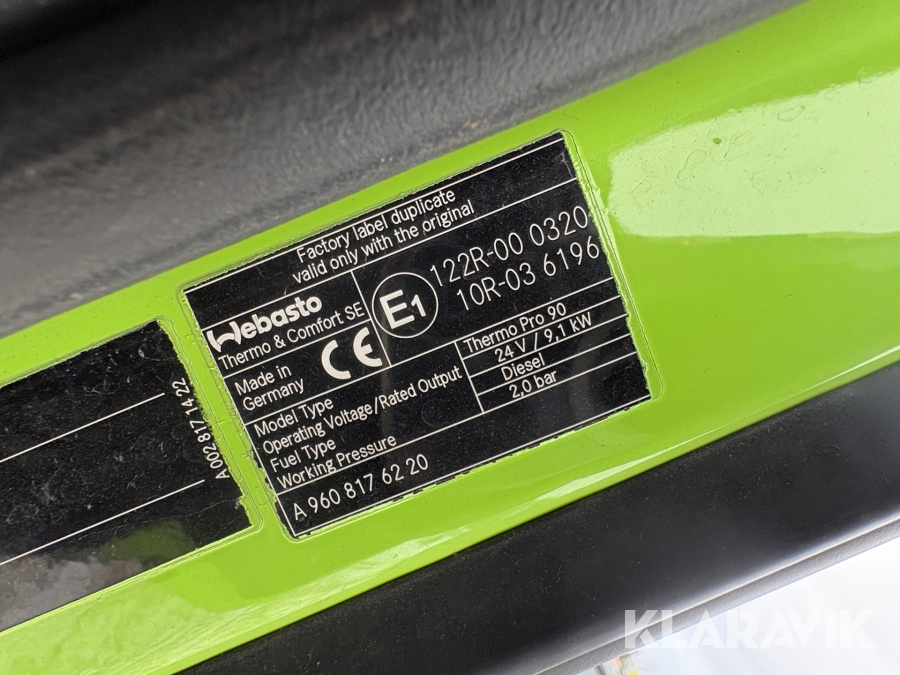 Factory label duplicate
valid only with the original
Webasto
Thermo & Comfort SE
E1
122R-00 0320
10R-03 6196
Made in
Germany
CE
Model Type
Thermo Pro 90
Operating Voltage/Rated Output
24 V / 9,1 kW
Fuel Type
Diesel
Working Pressure
2,0 bar
A 960 817 62 20
A 002 817 14 22
KLARAVIK